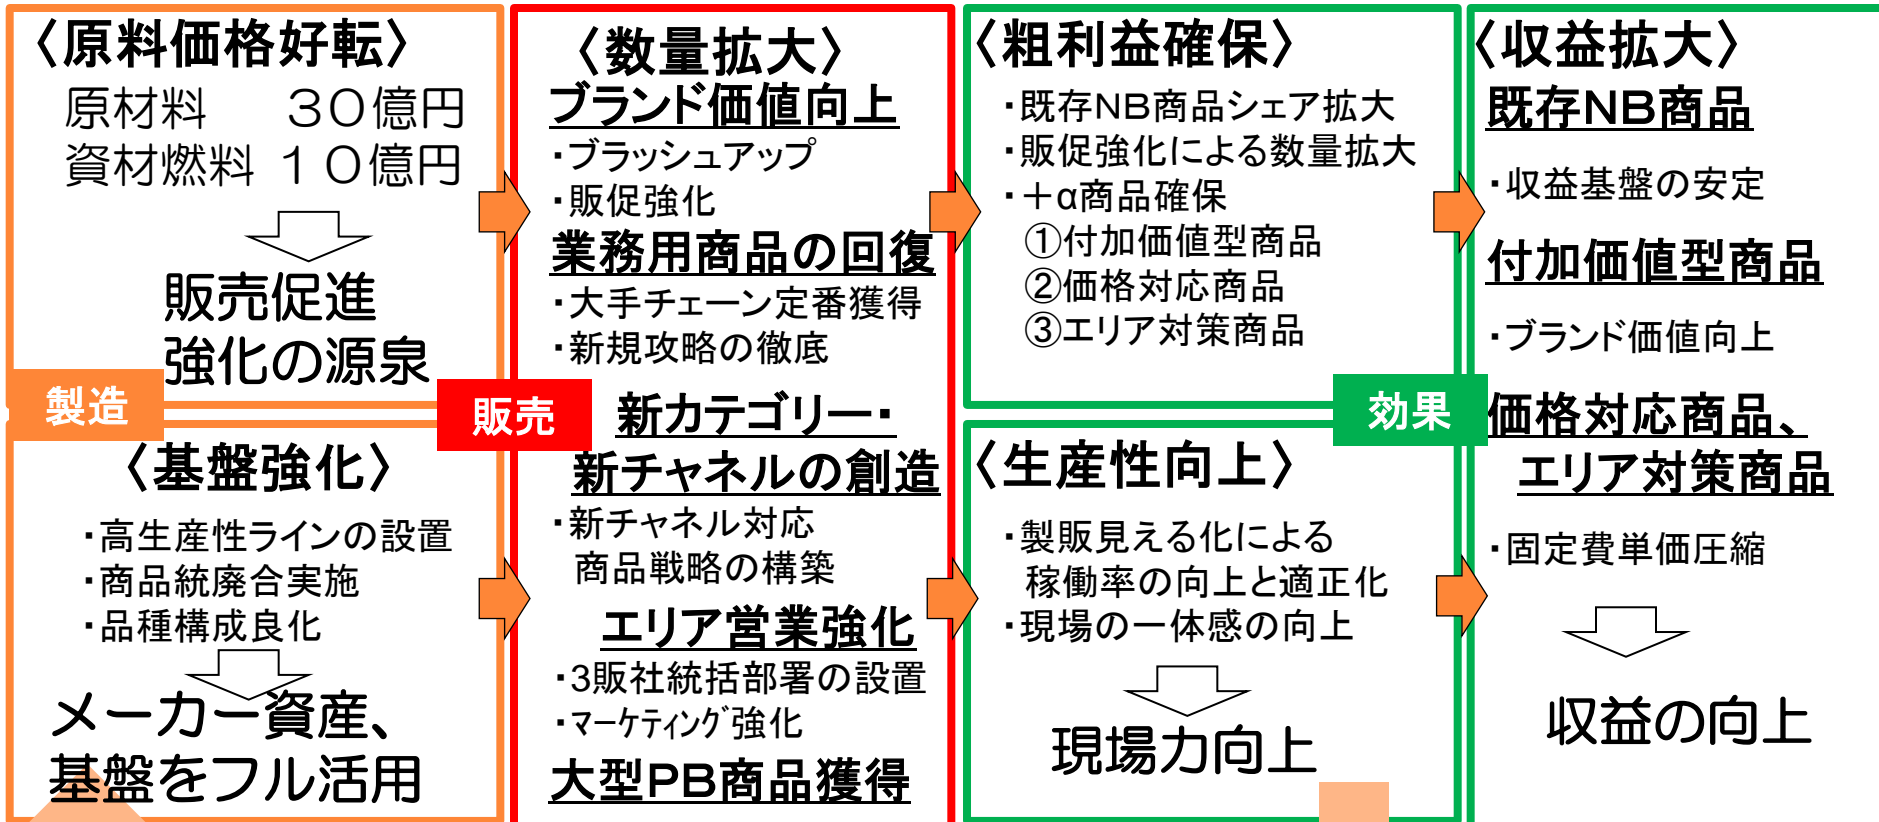 〈原料価格好転〉
原材料 30億円
資材燃料 10億円
販売促進
強化の源泉
製造
〈基盤強化〉
・高生産性ラインの設置
・商品統廃合実施
・品種構成良化
メーカー資産、
基盤をフル活用
〈数量拡大〉
ブランド価値向上
・ブラッシュアップ
・販促強化
業務用商品の回復
・大手チェーン定番獲得
・新規攻略の徹底
販売
新カテゴリー・
新チャネルの創造
・新チャネル対応
商品戦略の構築
エリア営業強化
・3販社統括部署の設置
・マーケティング強化
大型PB商品獲得
〈粗利益確保〉
・既存NB商品シェア拡大
・販促強化による数量拡大
・+α商品確保
①付加価値型商品
②価格対応商品
③エリア対策商品
効果
〈生産性向上〉
・製販見える化による
稼働率の向上と適正化
・現場の一体感の向上
現場力向上
〈収益拡大〉
既存NB商品
・収益基盤の安定
付加価値型商品
・ブランド価値向上
価格対応商品、
エリア対策商品
・固定費単価圧縮
収益の向上